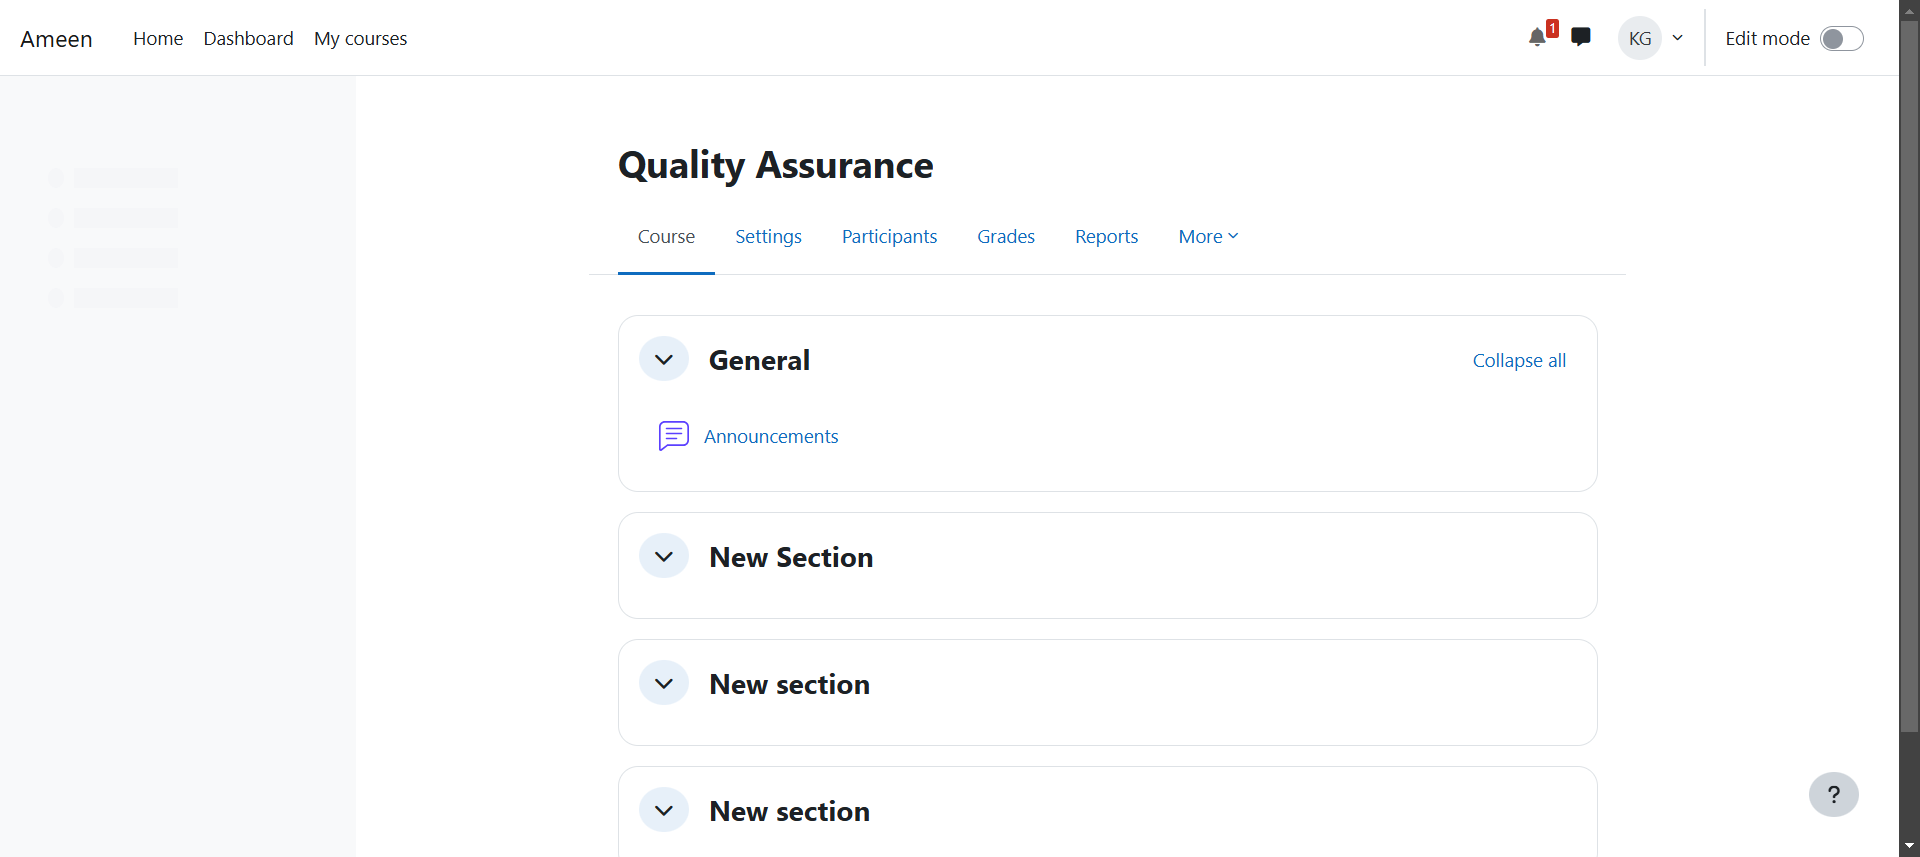 Ameen Home Dashboard My courses 1 KG Edit mode
Quality Assurance
Course Settings Participants Grades Reports More
General Collapse all
Announcements
New Section
New section
New section
?